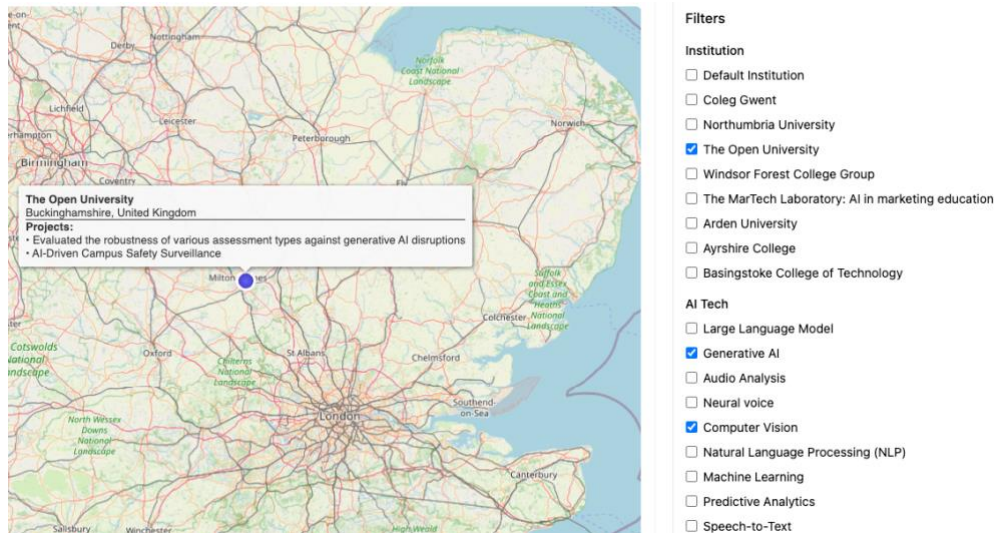 e-on-
ent
Derby
Nottingham
Norfolk
Coast National
Landscape
Lichfield
Leicester
Norwich
erhampton
Peterborough
Birmingham
Coventry
Ely
The Open University
Buckinghamshire, United Kingdom
Projects:
• Evaluated the robustness of various assessment types against generative AI disruptions
• AI-Driven Campus Safety Surveillance
Milton
nes
Suffolk
and Essex
Coast and
Heaths
National
Landscape
Colchester
ter
Cotswolds
National
ndscape
Oxford
St Albans
Chilterns
National
Landscape
Chelmsford
Southend-
on-Sea
London
North Wessex
Downs
National
Landscape
Canterbury
Salisbury
Winchester
High Weald
Filters
Institution
Default Institution
Coleg Gwent
Northumbria University
The Open University
Windsor Forest College Group
The MarTech Laboratory: AI in marketing education
Arden University
Ayrshire College
Basingstoke College of Technology
AI Tech
Large Language Model
Generative AI
Audio Analysis
Neural voice
Computer Vision
Natural Language Processing (NLP)
Machine Learning
Predictive Analytics
Speech-to-Text